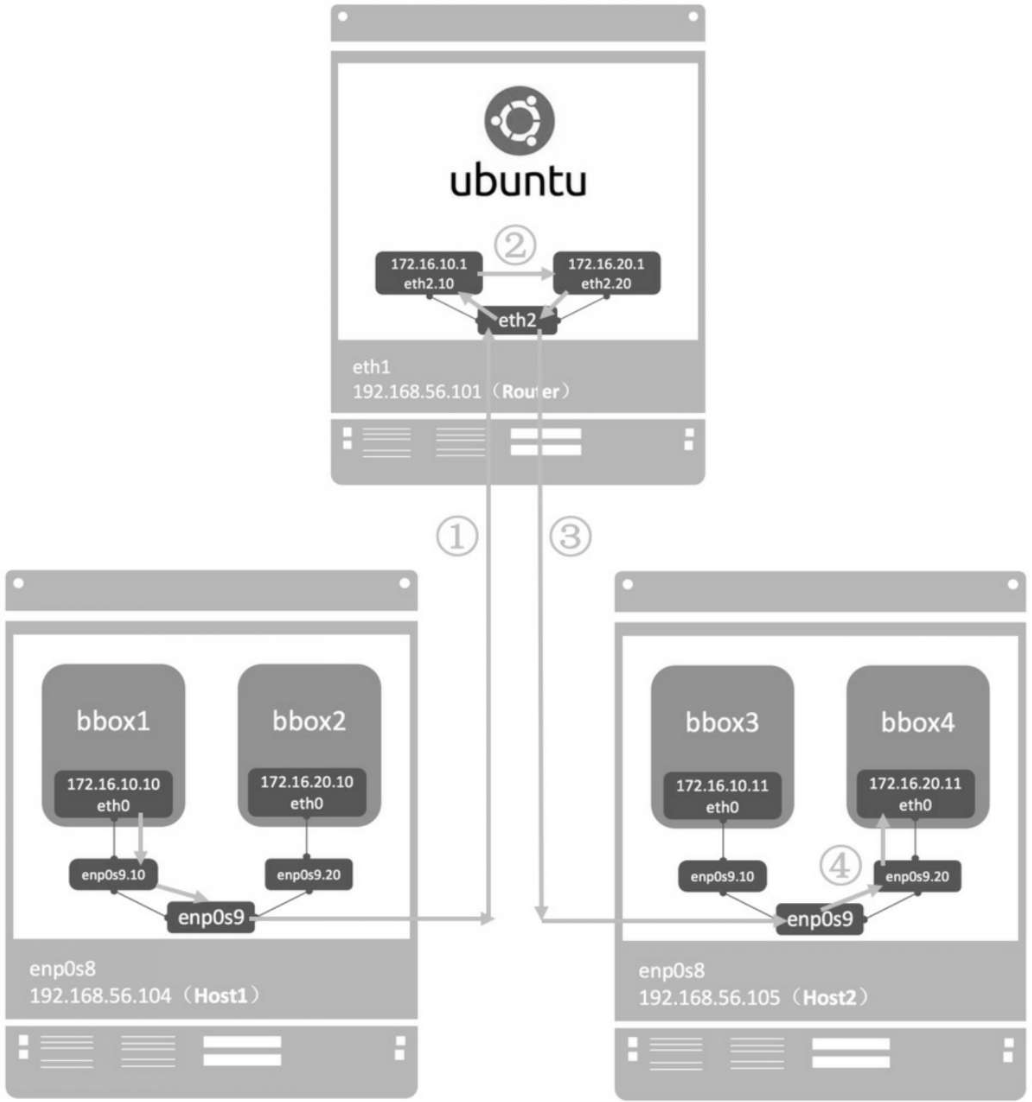 ubuntu
②
172.16.10.1
eth2.10
172.16.20.1
eth2.20
eth2
eth1
192.168.56.101（Router）
①
③
bbox1
172.16.10.10
eth0
bbox2
172.16.20.10
eth0
enp0s9.10
enp0s9.20
enp0s9
enp0s8
192.168.56.104（Host1）
bbox3
172.16.10.11
eth0
bbox4
172.16.20.11
eth0
④
enp0s9.10
enp0s9.20
enp0s9
enp0s8
192.168.56.105（Host2）